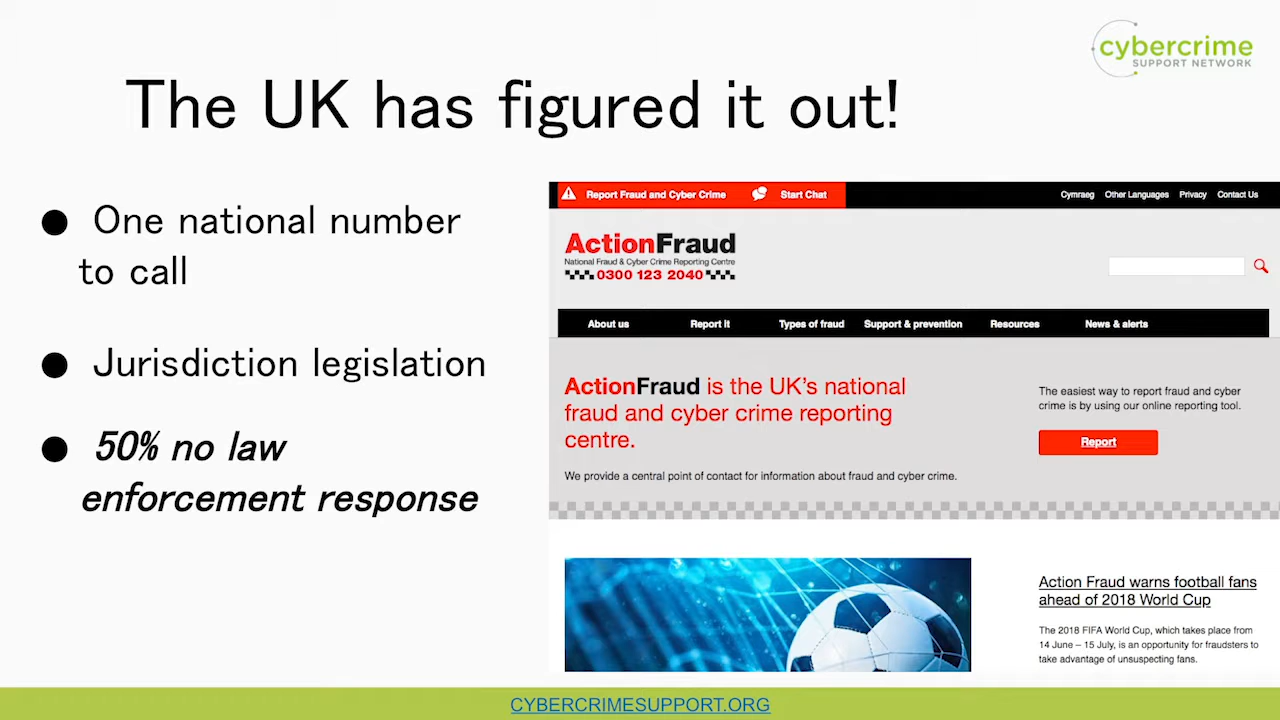 cybercrime
SUPPORT NETWORK
The UK has figured it out!
● One national number
to call
● Jurisdiction legislation
● 50% no law
enforcement response
Report Fraud and Cyber Crime
Start Chat
Cymraeg Other Languages Privacy Contact Us
ActionFraud
National Fraud & Cyber Crime Reporting Centre
0300 123 2040
About us Report it Types of fraud Support & prevention Resources News & alerts
ActionFraud is the UK's national
fraud and cyber crime reporting
centre.
We provide a central point of contact for information about fraud and cyber crime.
The easiest way to report fraud and cyber
crime is by using our online reporting tool.
Report
Action Fraud warns football fans
ahead of 2018 World Cup
The 2018 FIFA World Cup, which takes place from
14 June – 15 July, is an opportunity for fraudsters to
take advantage of unsuspecting fans.
CYBERCRIMESUPPORT.ORG